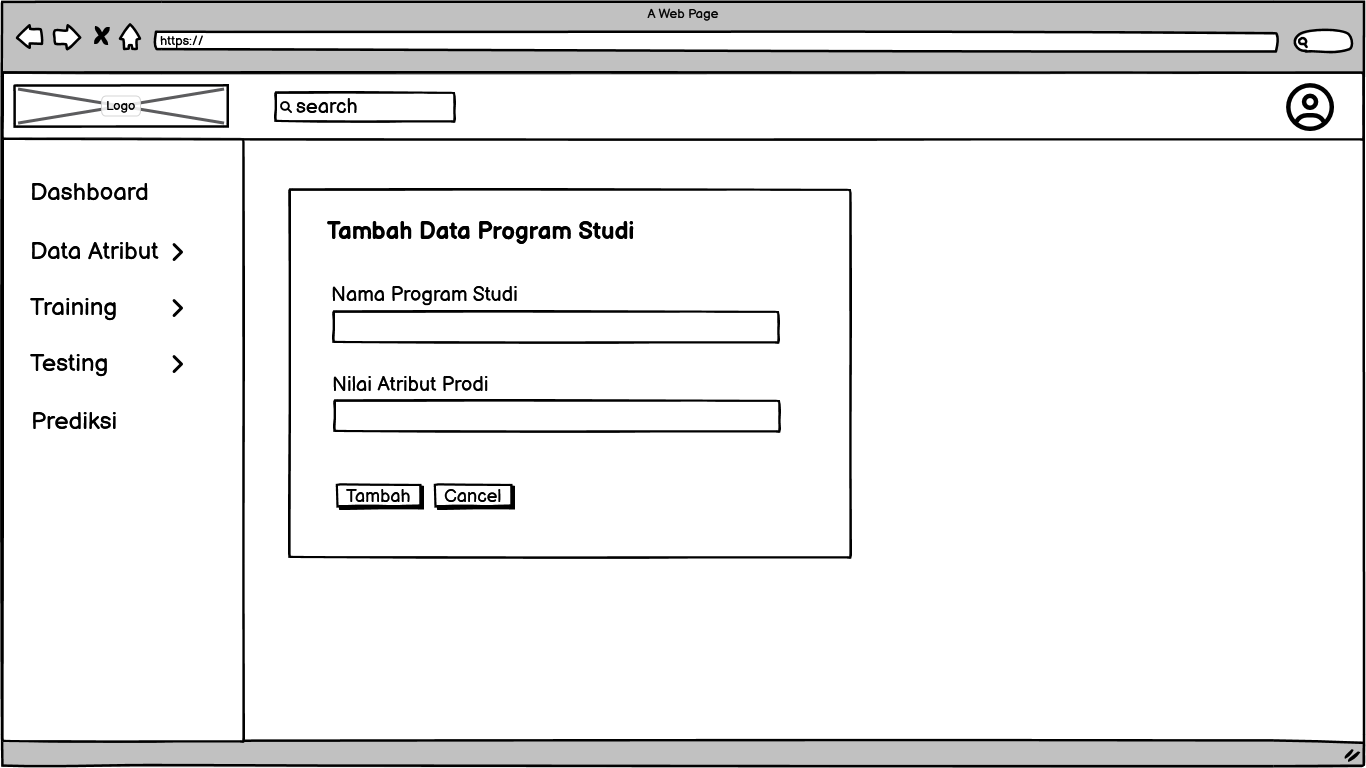 A Web Page
https://
Logo
search
Dashboard
Data Atribut
Training
Testing
Prediksi
Tambah Data Program Studi
Nama Program Studi
Nilai Atribut Prodi
Tambah
Cancel